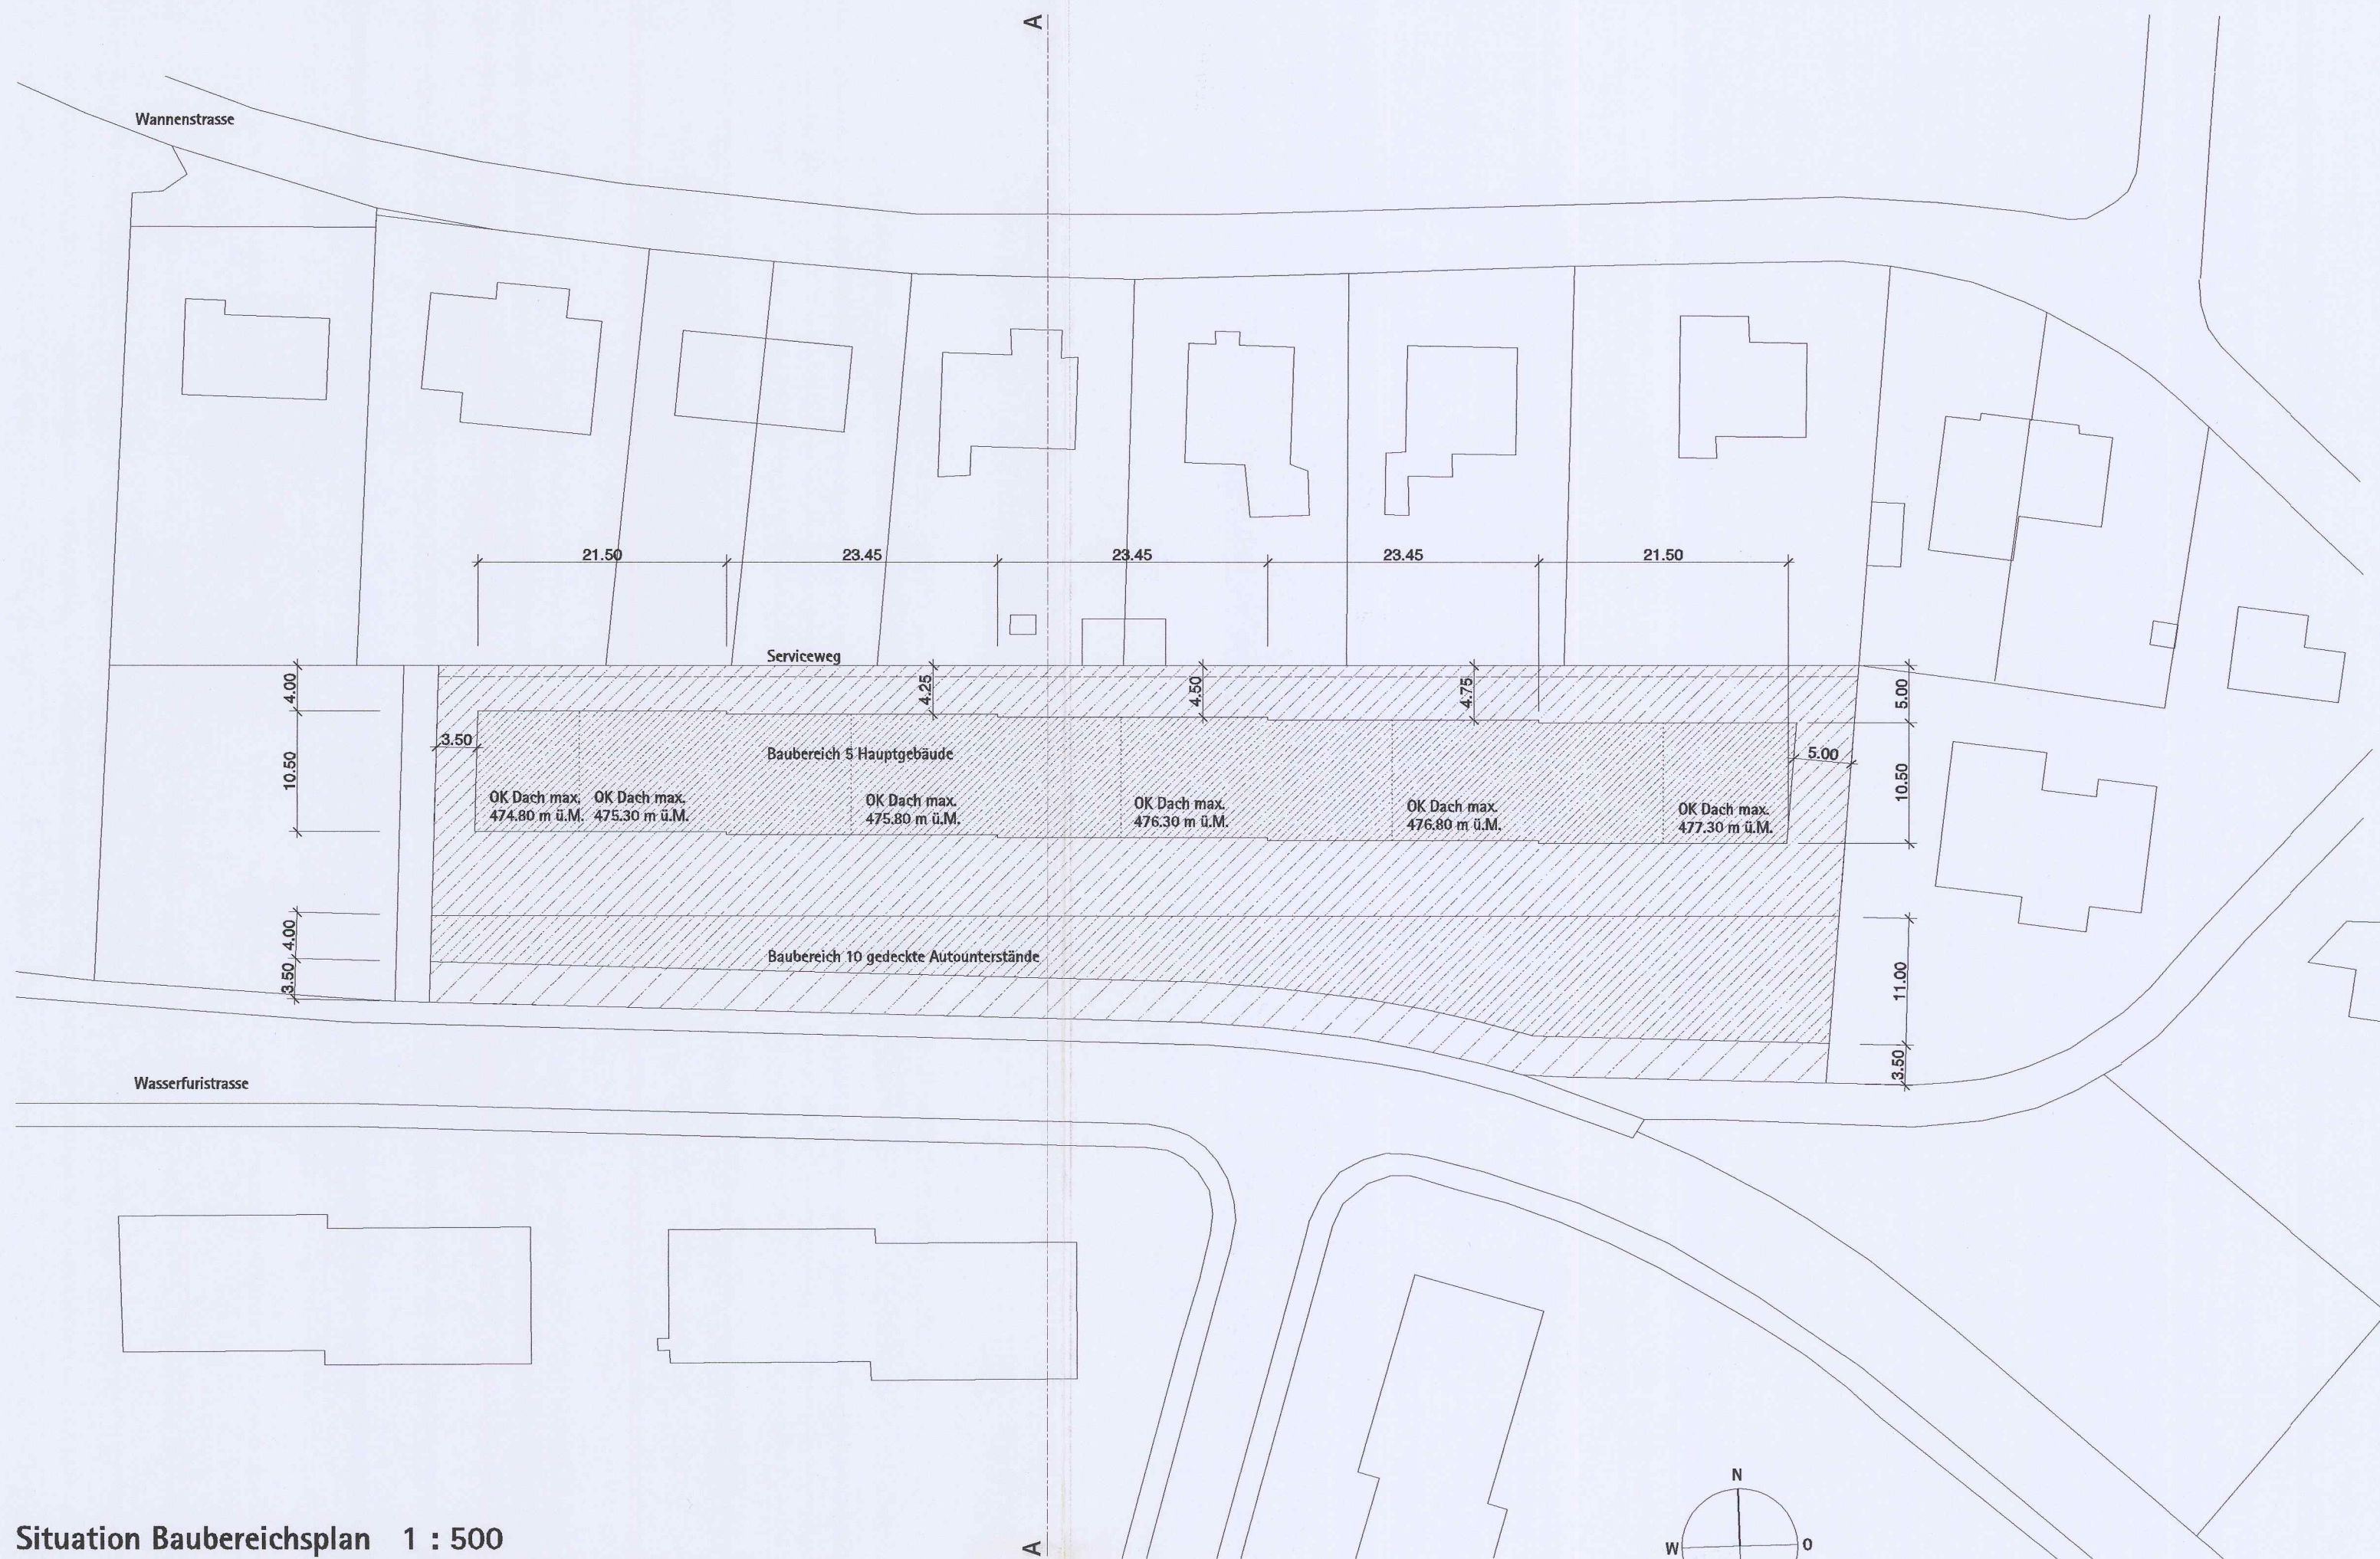 A
Wannenstrasse
21.50
23.45
23.45
23.45
21.50
Serviceweg
4.00
4.25
4.50
4.75
5.00
3.50
Baubereich 5 Hauptgebäude
5.00
10.50
10.50
OK Dach max.
474.80 m ü.M.
OK Dach max.
475.30 m ü.M.
OK Dach max.
475.80 m ü.M.
OK Dach max.
476.30 m ü.M.
OK Dach max.
476.80 m ü.M.
OK Dach max.
477.30 m ü.M.
4.00
Baubereich 10 gedeckte Autounterstände
3.50
11.00
3.50
Wasserfuristrasse
N
W
O
A
Situation Baubereichsplan 1 : 500